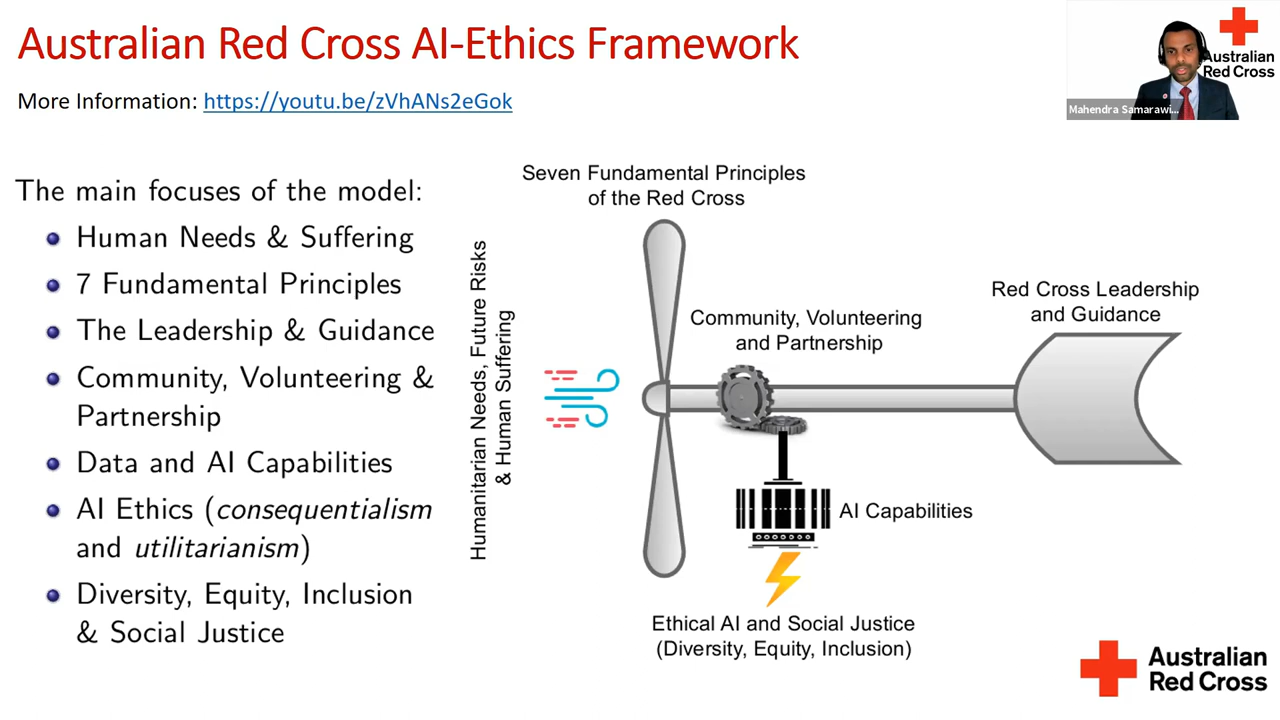 Australian Red Cross AI-Ethics Framework
More Information: https://youtu.be/zVhANs2eGok
Australian
Red Cross
Mahendra Samarawi...
The main focuses of the model:
Human Needs & Suffering
7 Fundamental Principles
The Leadership & Guidance
Community, Volunteering &
Partnership
Data and AI Capabilities
AI Ethics (consequentialism
and utilitarianism)
Diversity, Equity, Inclusion
& Social Justice
Humanitarian Needs, Future Risks
& Human Suffering
Seven Fundamental Principles
of the Red Cross
Community, Volunteering
and Partnership
Red Cross Leadership
and Guidance
AI Capabilities
Ethical AI and Social Justice
(Diversity, Equity, Inclusion)
Australian
Red Cross